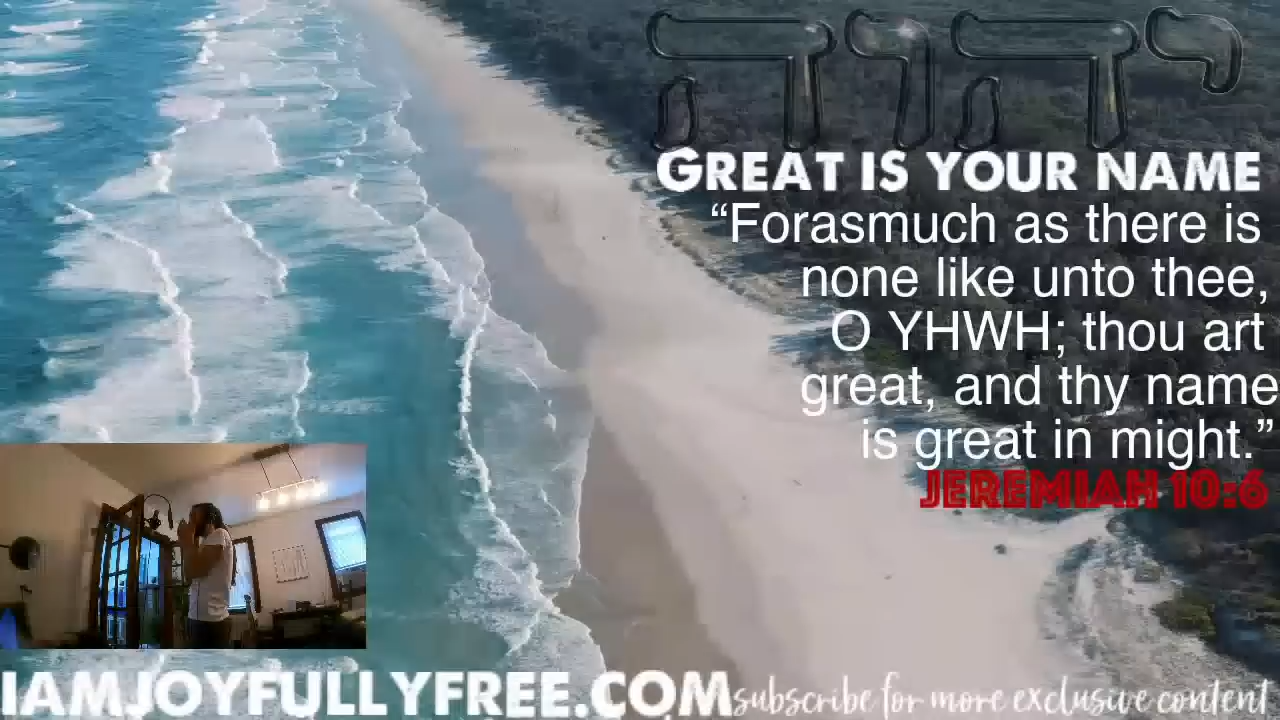 יהוה
GREAT IS YOUR NAME
“Forasmuch as there is
none like unto thee,
O YHWH; thou art
great, and thy name
is great in might.”
JEREMIAH 10:6
IAMJOYFULLYFREE.COM subscribe for more exclusive content